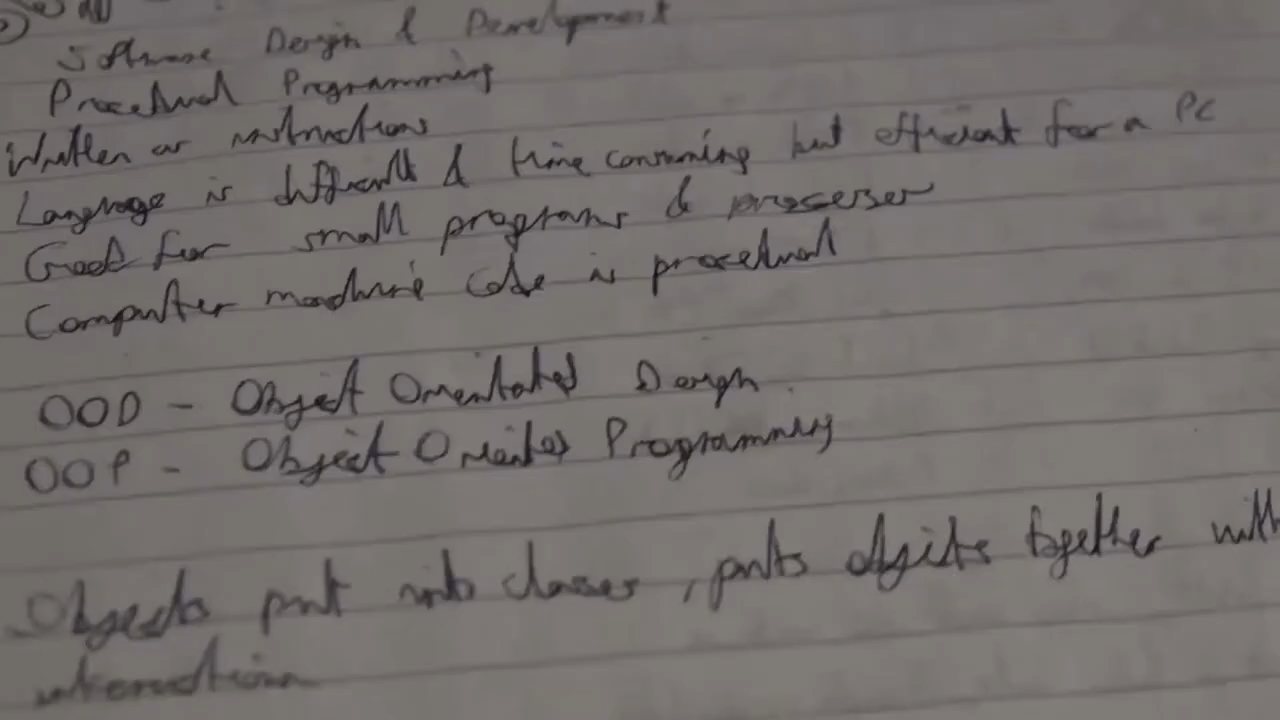 Software Design & Development
Procedural Programming
Written as instructions
Language is difficult & time consuming but efficient for a PC
Good for small programs & processer
Computer machine code is procedural
OOD - Object Orientated Design
OOP - Object Orientes Programming
Objects put into classes, puts objects together with
interaction